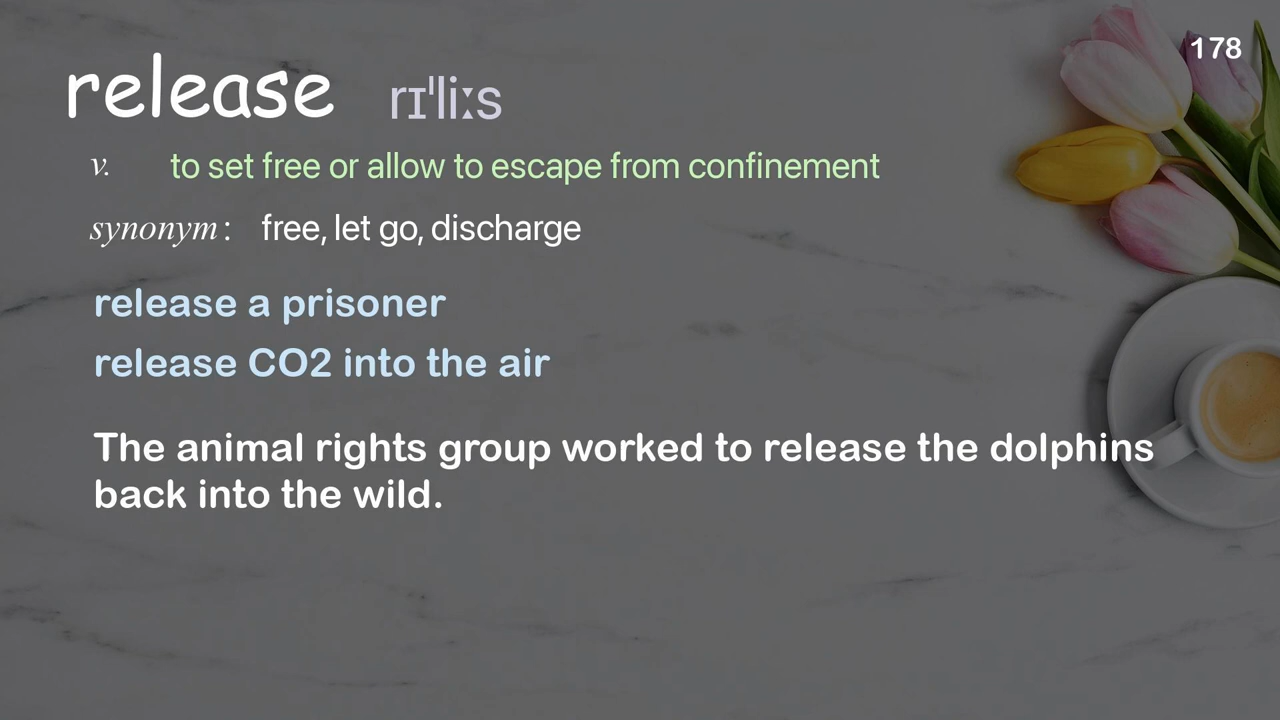 178
release rɪˈliːs
v. to set free or allow to escape from confinement
synonym : free, let go, discharge
release a prisoner
release CO2 into the air
The animal rights group worked to release the dolphins
back into the wild.